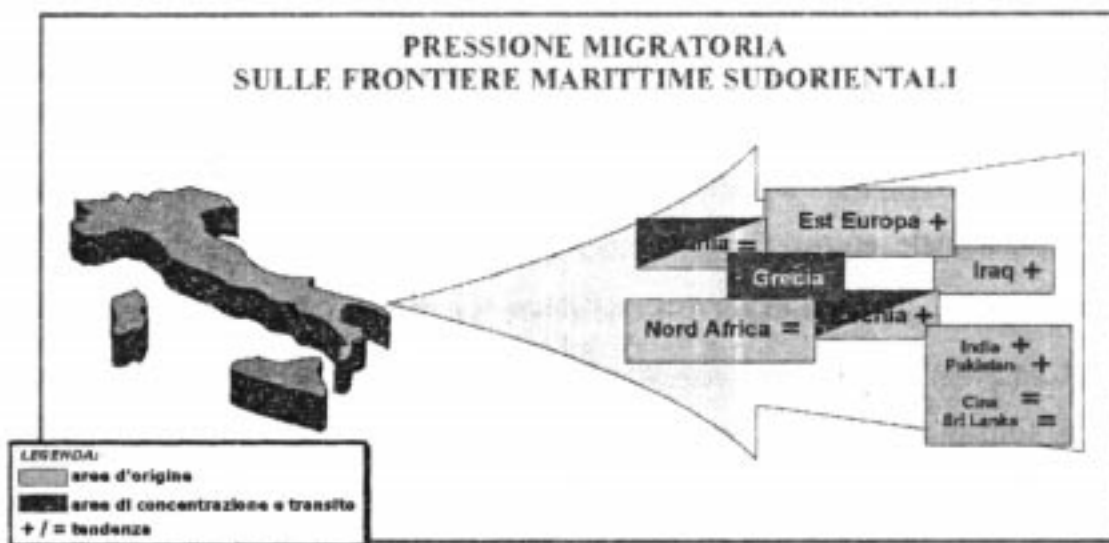 PRESSIONE MIGRATORIA
SULLE FRONTIERE MARITTIME SUDORIENTALI
Est Europa +
=
Grecia
Iraq +
Nord Africa =
+
India +
Pakistan +
Cina =
Sri Lanka =
LEGENDA:
aree d'origine
aree di concentrazione e transito
+ / = tendenze